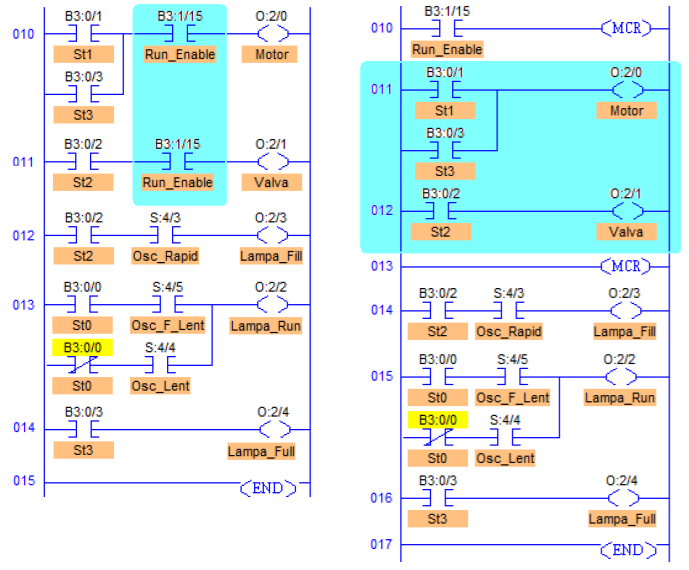 B3:0/1 B3:1/15 O:2/0
010
St1 Run_Enable Motor
B3:0/3
St3
B3:0/2 B3:1/15 O:2/1
011
St2 Run_Enable Valva
B3:0/2 S:4/3 O:2/3
012
St2 Osc_Rapid Lampa_Fill
B3:0/0 S:4/5 O:2/2
013
St0 Osc_F_Lent Lampa_Run
B3:0/0 S:4/4
St0 Osc_Lent
B3:0/3 O:2/4
014
St3 Lampa_Full
015 END
B3:1/15
010 MCR
Run_Enable
B3:0/1 O:2/0
011
St1 Motor
B3:0/3
St3
B3:0/2 O:2/1
012
St2 Valva
013 MCR
B3:0/2 S:4/3 O:2/3
014
St2 Osc_Rapid Lampa_Fill
B3:0/0 S:4/5 O:2/2
015
St0 Osc_F_Lent Lampa_Run
B3:0/0 S:4/4
St0 Osc_Lent
B3:0/3 O:2/4
016
St3 Lampa_Full
017 END